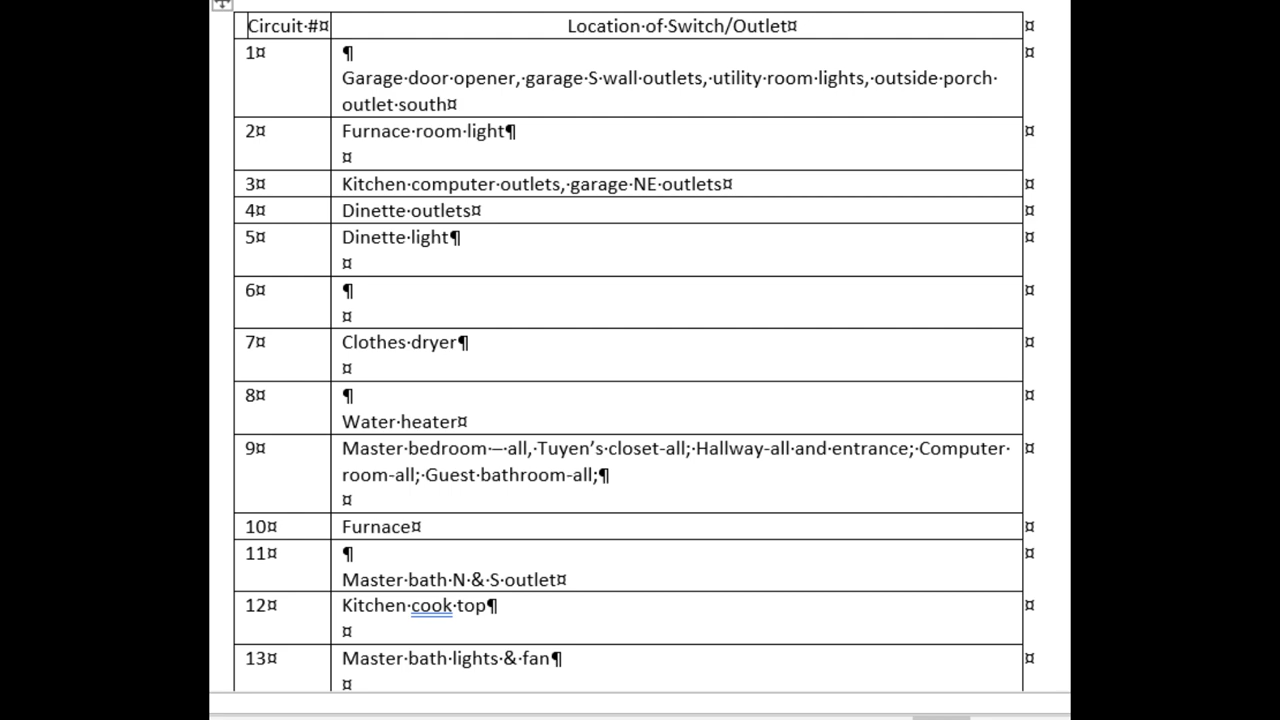 Circuit # Location of Switch/Outlet
1
Garage door opener, garage S wall outlets, utility room lights, outside porch
outlet south
2 Furnace room light
3 Kitchen computer outlets, garage NE outlets
4 Dinette outlets
5 Dinette light
6
7 Clothes dryer
8
Water heater
9 Master bedroom – all, Tuyen’s closet-all; Hallway-all and entrance; Computer
room-all; Guest bathroom-all;
10 Furnace
11
Master bath N & S outlet
12 Kitchen cook top
13 Master bath lights & fan